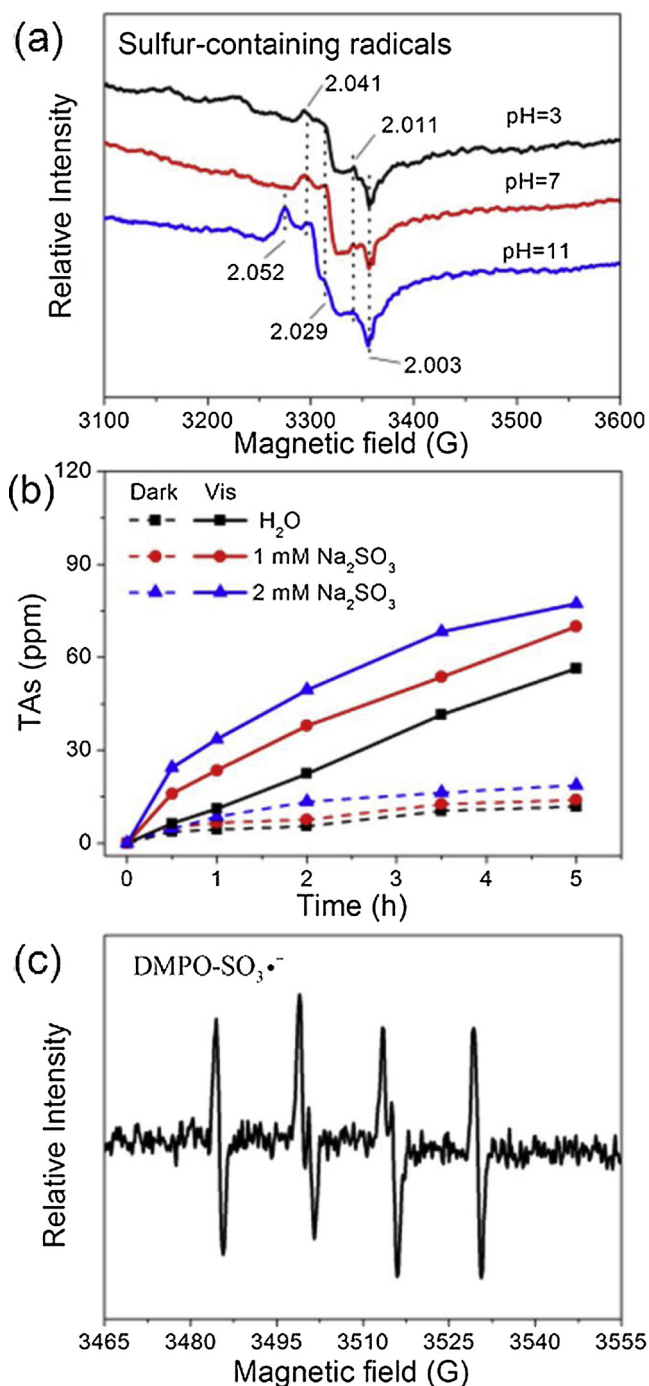 (a)
Sulfur-containing radicals
2.041
2.011
pH=3
pH=7
pH=11
2.052
2.029
2.003
Relative Intensity
3100 3200 3300 3400 3500 3600
Magnetic field (G)
(b)
120
90
60
30
0
TAs (ppm)
Dark Vis
H₂O
1 mM Na₂SO₃
2 mM Na₂SO₃
0 1 2 3 4 5
Time (h)
(c)
DMPO-SO₃•⁻
Relative Intensity
3465 3480 3495 3510 3525 3540 3555
Magnetic field (G)